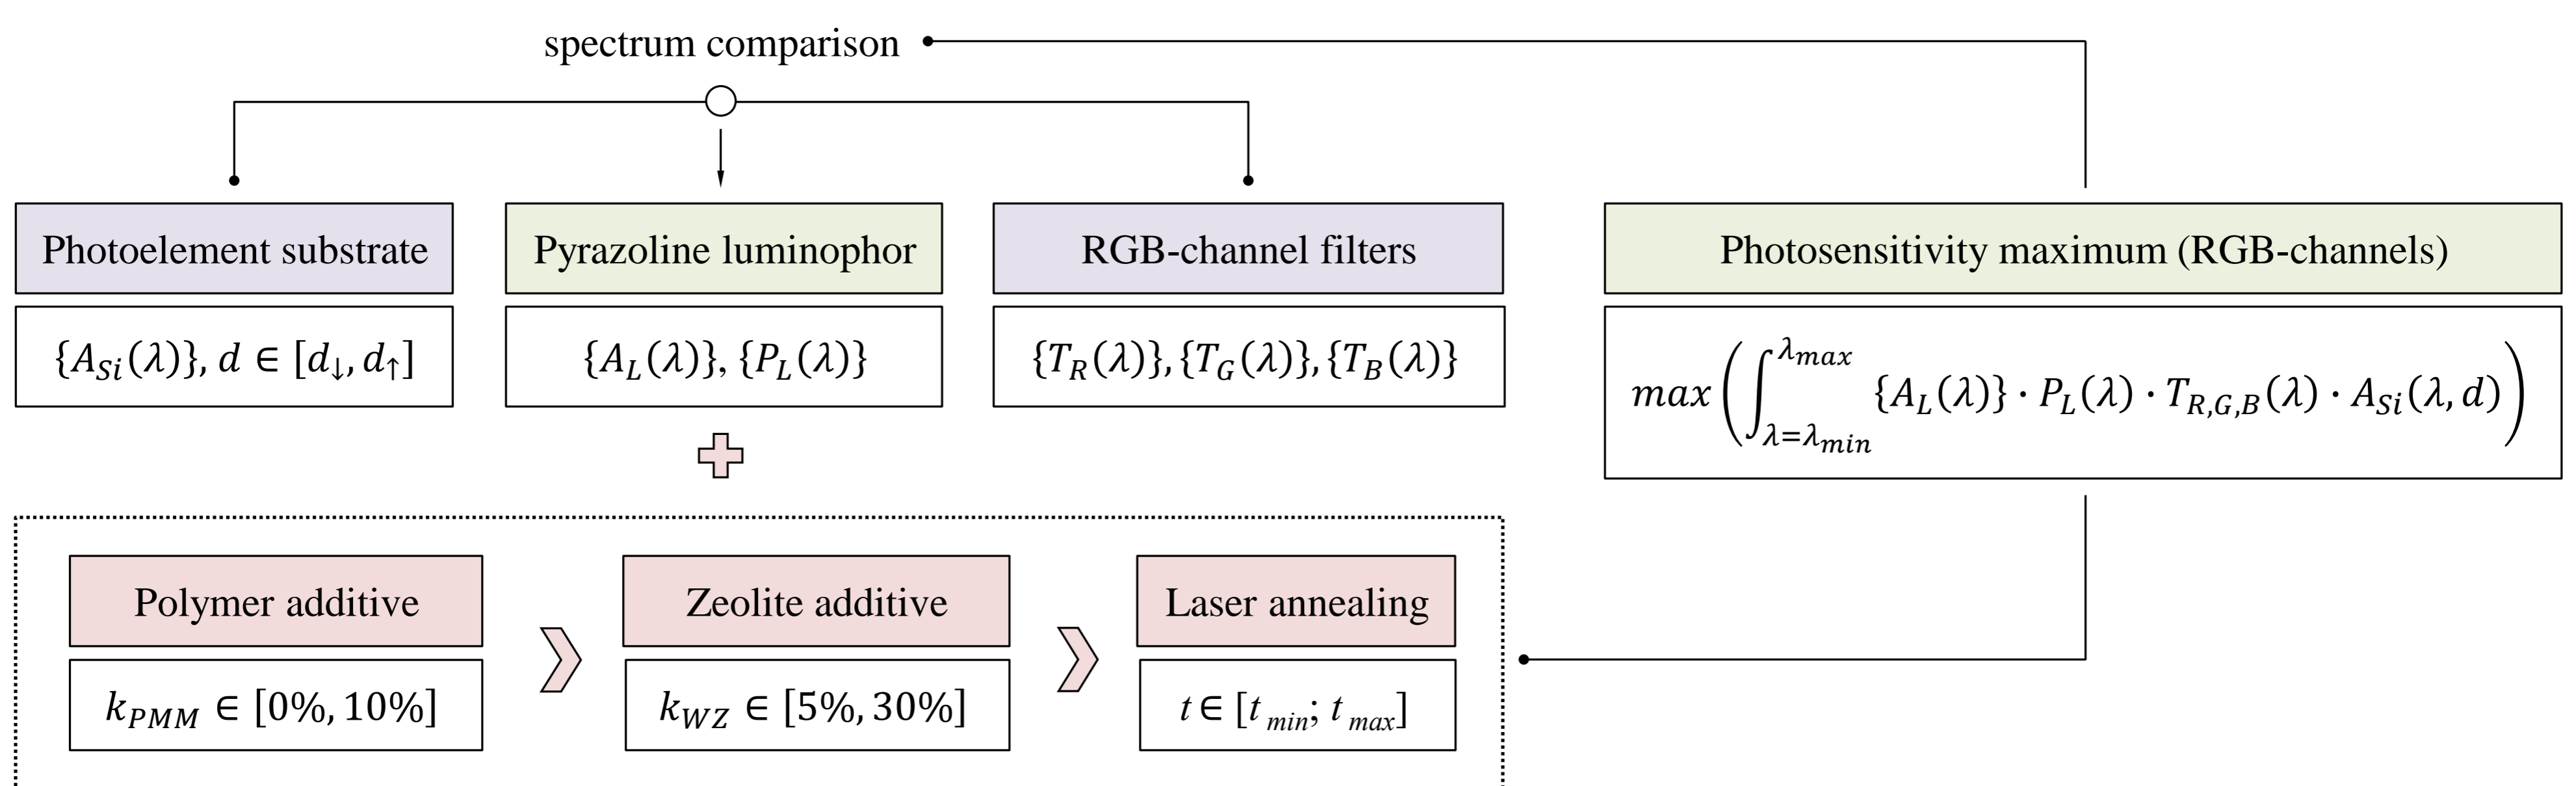 spectrum comparison
Photoelement substrate
{A_Si(λ)}, d ∈ [d↓, d↑]
Pyrazoline luminophor
{A_L(λ)}, {P_L(λ)}
RGB-channel filters
{T_R(λ)}, {T_G(λ)}, {T_B(λ)}
Photosensitivity maximum (RGB-channels)
max(∫_{λ=λ_min}^{λ_max} {A_L(λ)} · P_L(λ) · T_{R,G,B}(λ) · A_Si(λ, d))
Polymer additive
k_PMM ∈ [0%, 10%]
Zeolite additive
k_WZ ∈ [5%, 30%]
Laser annealing
t ∈ [t_min; t_max]